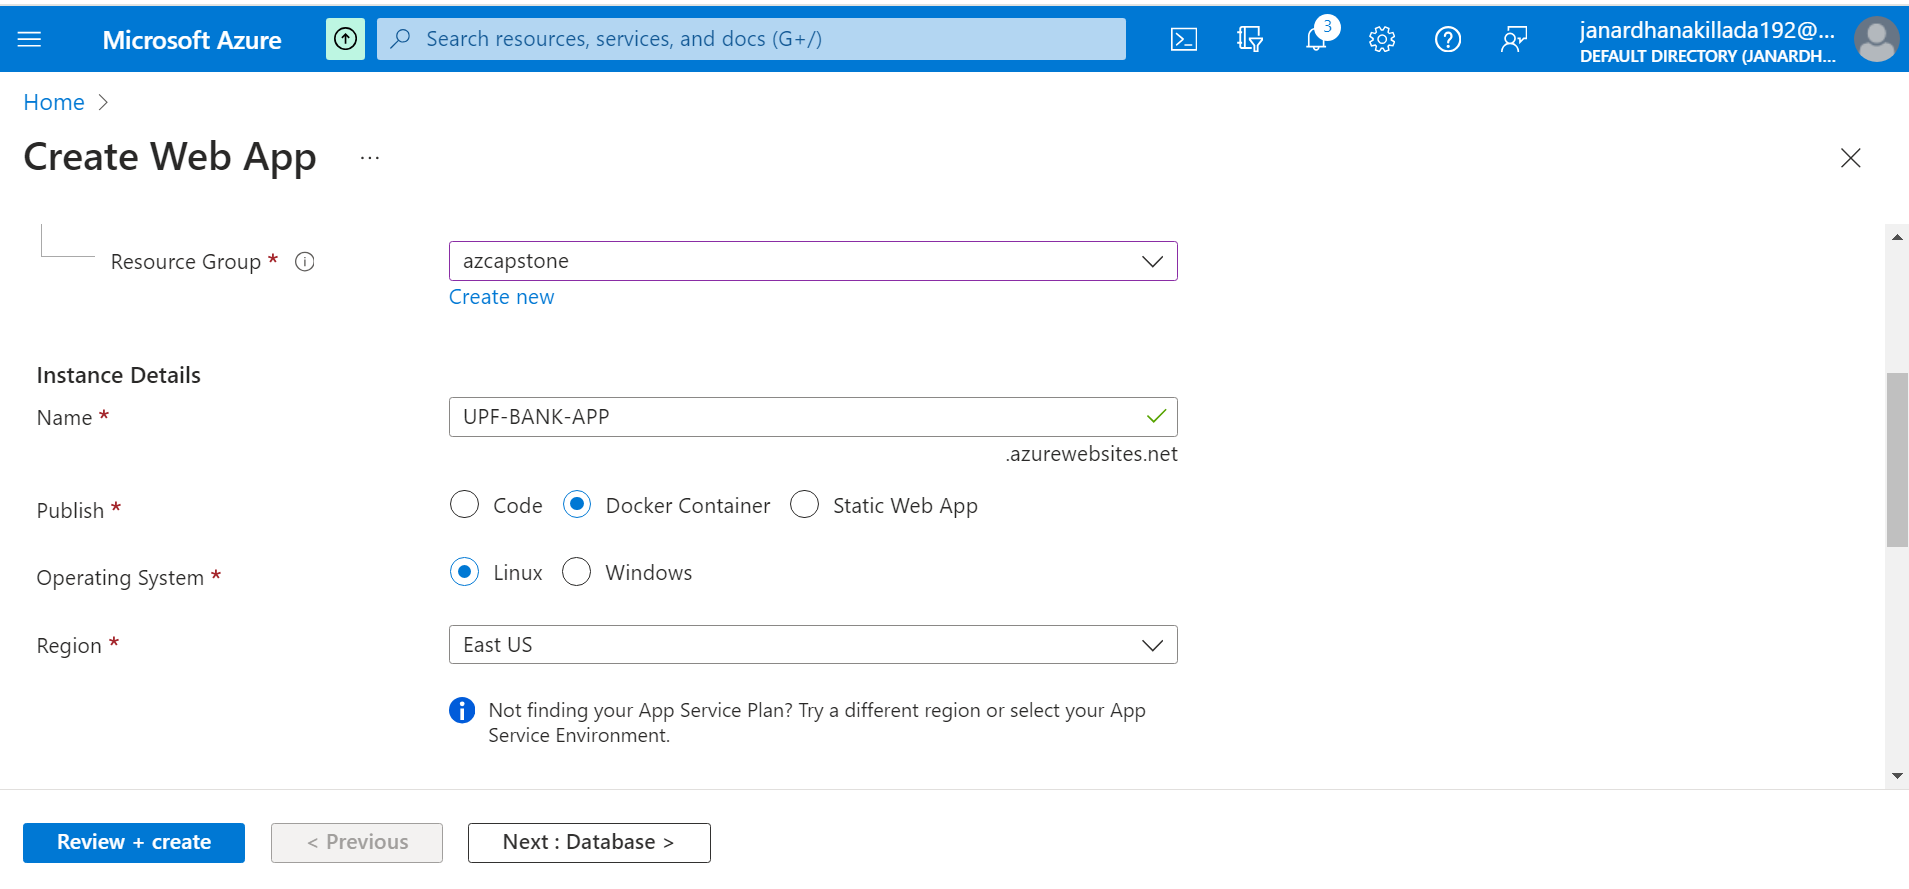 Microsoft Azure
Search resources, services, and docs (G+/)
3
janardhanakillada192@...
DEFAULT DIRECTORY (JANARDH...
Home >
Create Web App ...
Resource Group *
azcapstone
Create new
Instance Details
Name *
UPF-BANK-APP
.azurewebsites.net
Publish *
Code Docker Container Static Web App
Operating System *
Linux Windows
Region *
East US
Not finding your App Service Plan? Try a different region or select your App
Service Environment.
Review + create < Previous Next : Database >